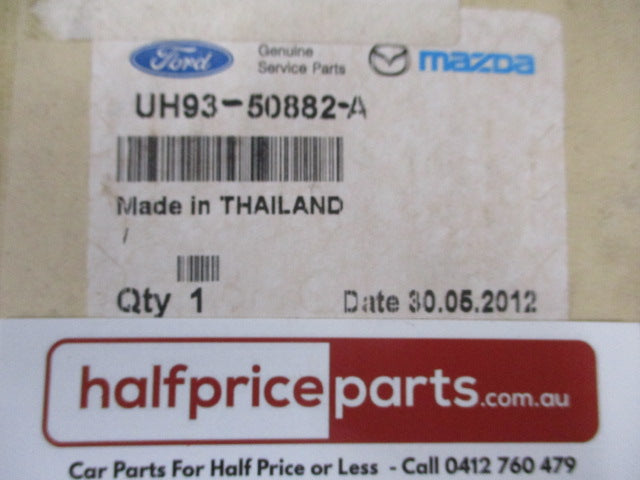 Ford Genuine Service Parts mazda
UH93-50882-A
Made in THAILAND
/
Qty 1 Date 30.05.2012
halfpriceparts.com.au
Car Parts For Half Price or Less - Call 0412 760 479